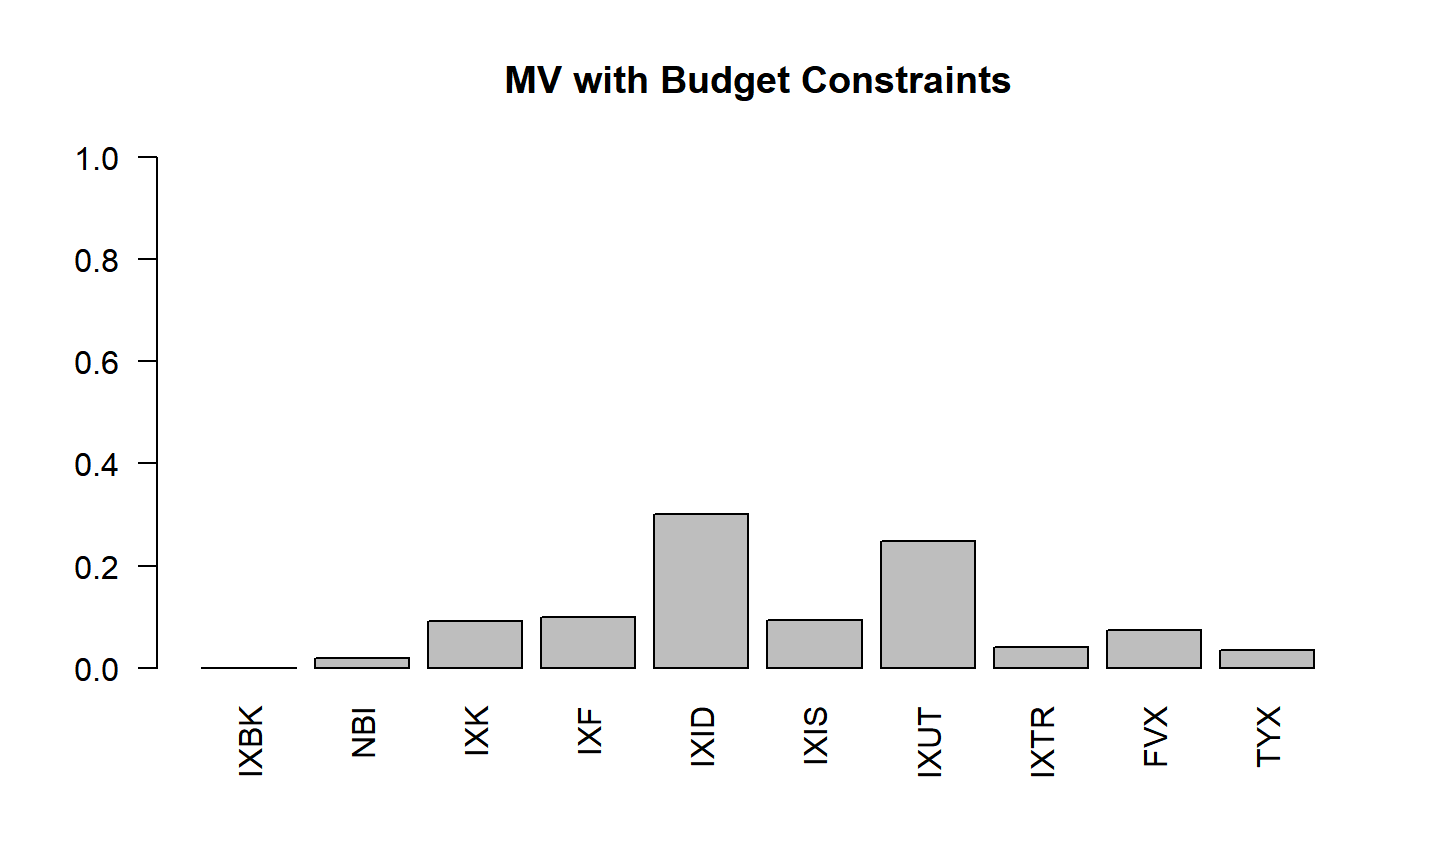 MV with Budget Constraints
1.0
0.8
0.6
0.4
0.2
0.0
IXBK
NBI
IXK
IXF
IXID
IXIS
IXUT
IXTR
FVX
TYX